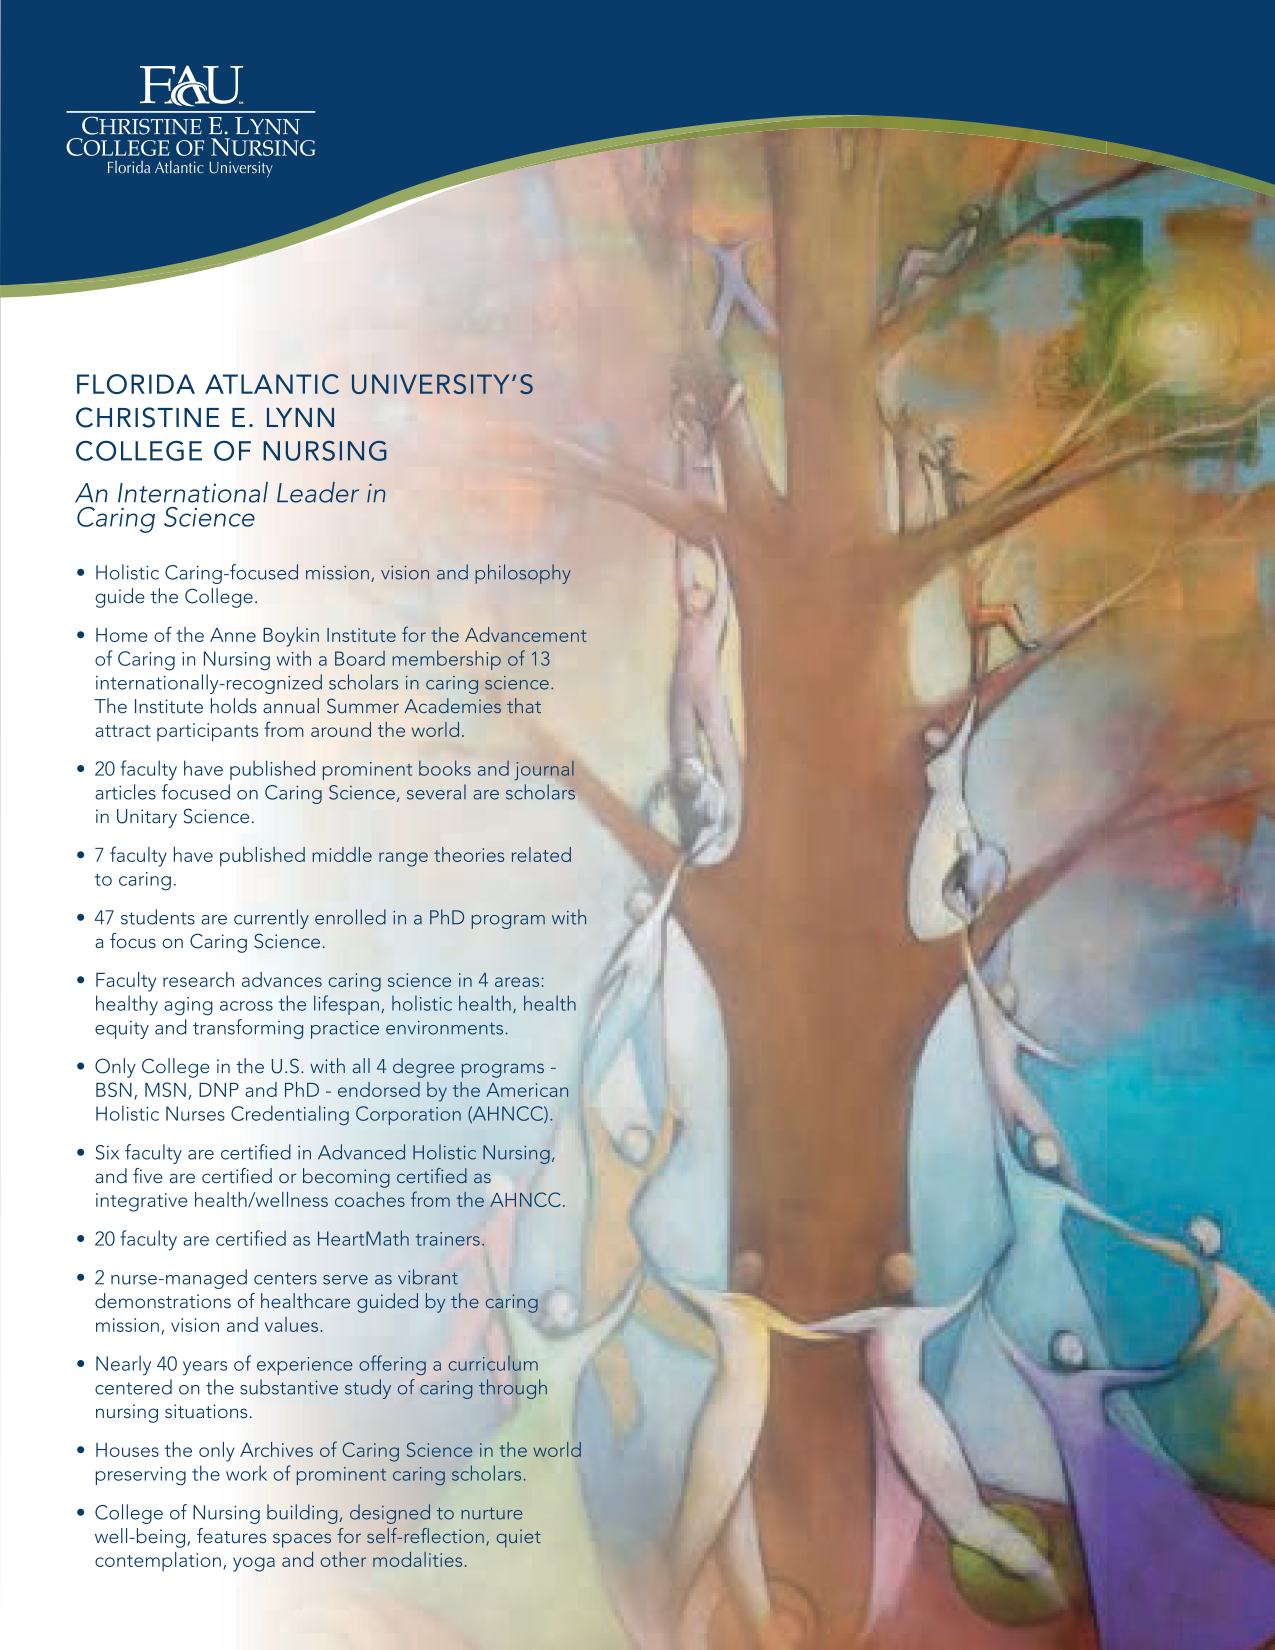 FAU
CHRISTINE E. LYNN
COLLEGE OF NURSING
Florida Atlantic University
FLORIDA ATLANTIC UNIVERSITY'S
CHRISTINE E. LYNN
COLLEGE OF NURSING
An International Leader in
Caring Science
• Holistic Caring-focused mission, vision and philosophy
guide the College.
• Home of the Anne Boykin Institute for the Advancement
of Caring in Nursing with a Board membership of 13
internationally-recognized scholars in caring science.
The Institute holds annual Summer Academies that
attract participants from around the world.
• 20 faculty have published prominent books and journal
articles focused on Caring Science, several are scholars
in Unitary Science.
• 7 faculty have published middle range theories related
to caring.
• 47 students are currently enrolled in a PhD program with
a focus on Caring Science.
• Faculty research advances caring science in 4 areas:
healthy aging across the lifespan, holistic health, health
equity and transforming practice environments.
• Only College in the U.S. with all 4 degree programs -
BSN, MSN, DNP and PhD - endorsed by the American
Holistic Nurses Credentialing Corporation (AHNCC).
• Six faculty are certified in Advanced Holistic Nursing,
and five are certified or becoming certified as
integrative health/wellness coaches from the AHNCC.
• 20 faculty are certified as HeartMath trainers.
• 2 nurse-managed centers serve as vibrant
demonstrations of healthcare guided by the caring
mission, vision and values.
• Nearly 40 years of experience offering a curriculum
centered on the substantive study of caring through
nursing situations.
• Houses the only Archives of Caring Science in the world
preserving the work of prominent caring scholars.
• College of Nursing building, designed to nurture
well-being, features spaces for self-reflection, quiet
contemplation, yoga and other modalities.